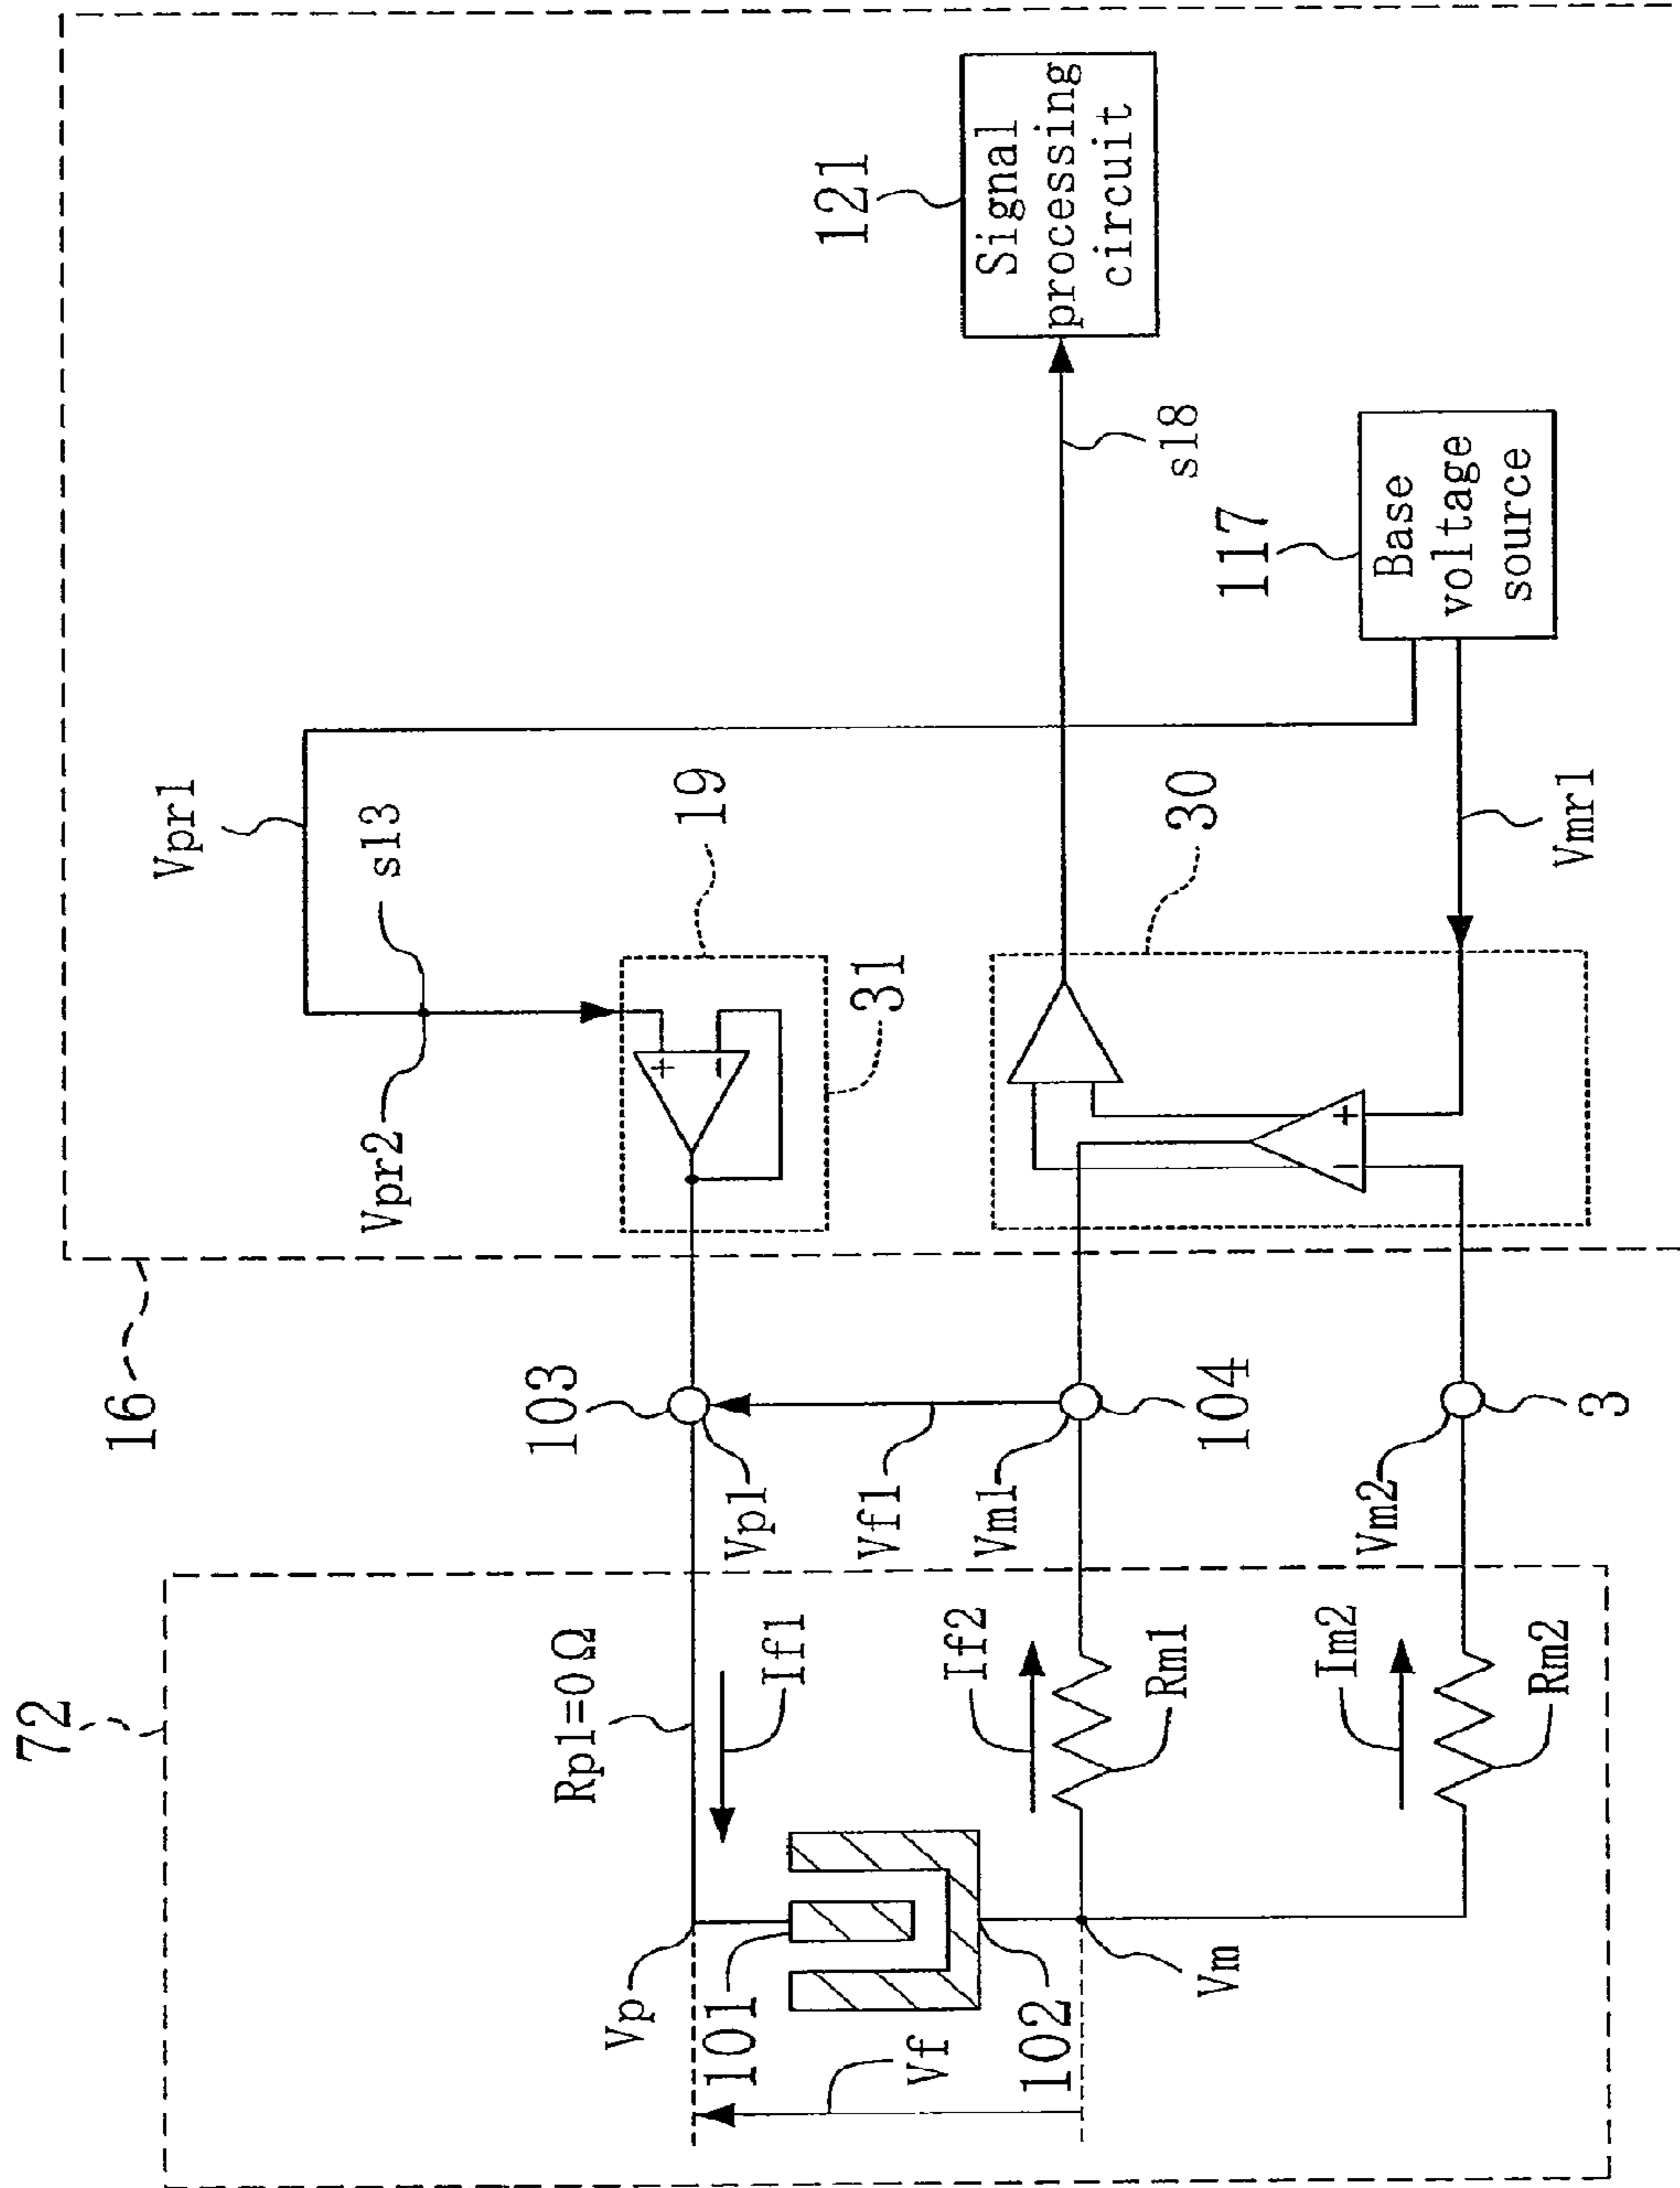 72
16
Rp1=0Ω
If1
Vp
101
Vf
102
Vm
If2
Rm1
Im2
Rm2
103
Vp1
Vf1
Vm1
104
Vm2
3
Vpr1
Vpr2
s13
19
31
30
Vmr1
s18
121
Signal
processing
circuit
117
Base
voltage
source
+
−
−
+